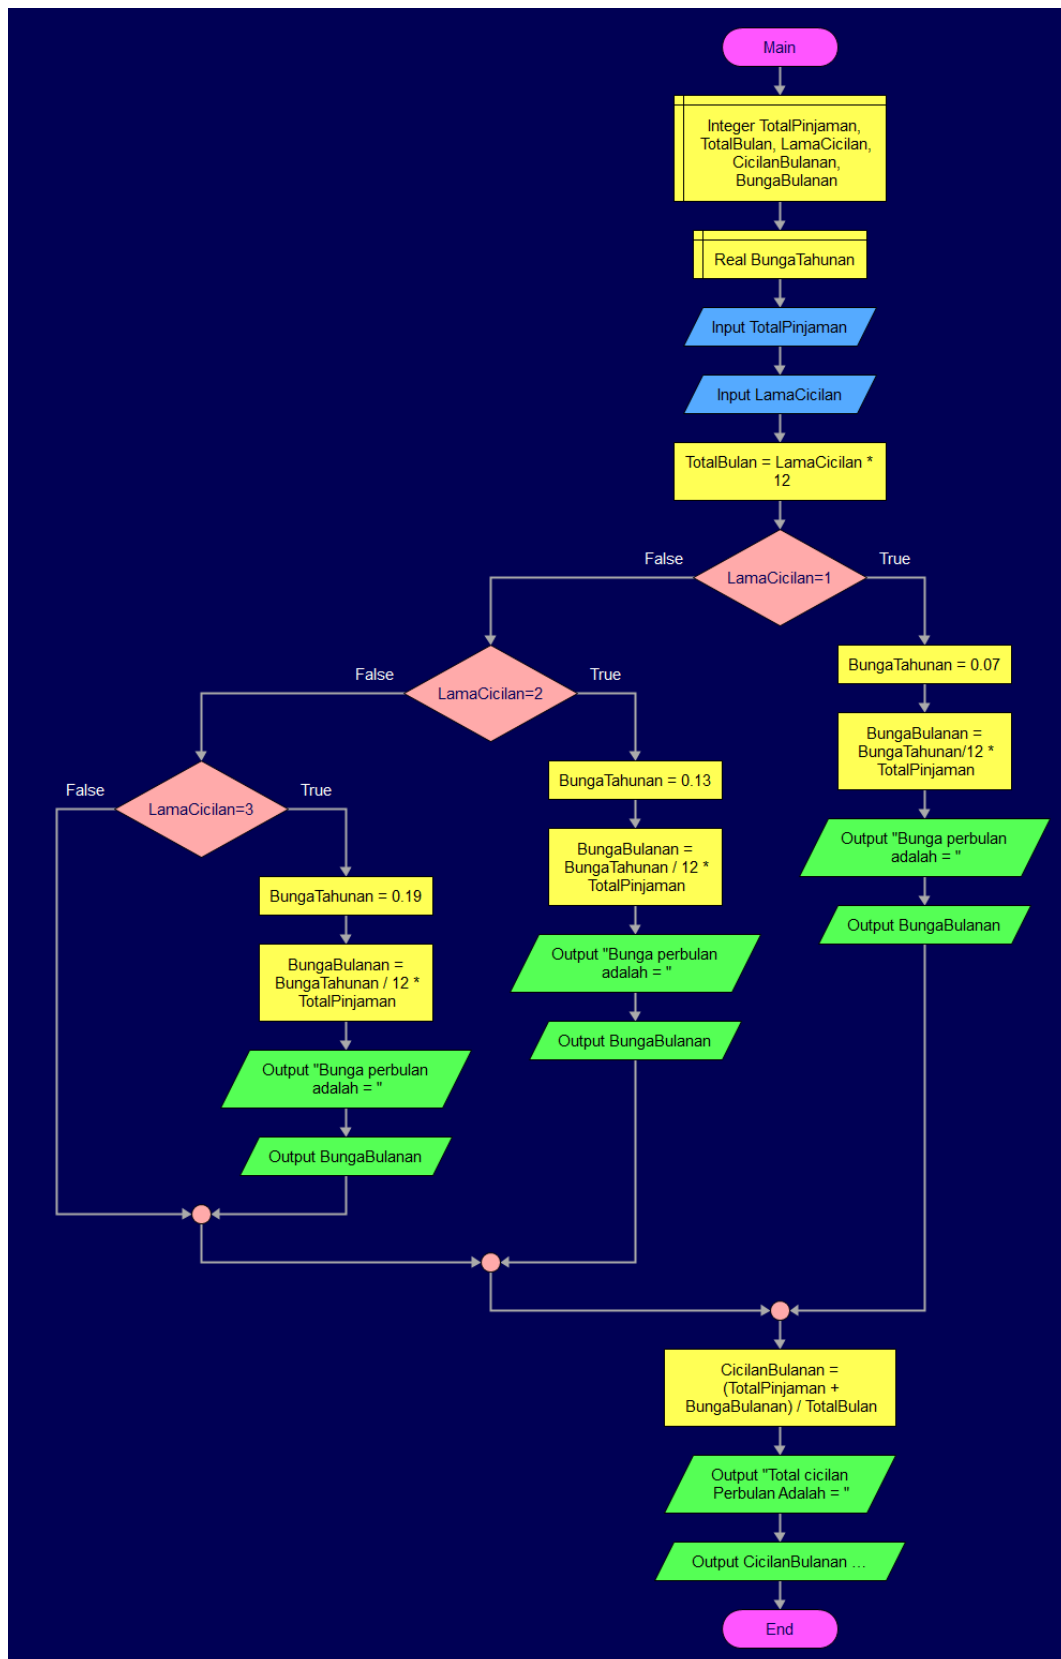 Main
Integer TotalPinjaman,
TotalBulan, LamaCicilan,
CicilanBulanan,
BungaBulanan
Real BungaTahunan
Input TotalPinjaman
Input LamaCicilan
TotalBulan = LamaCicilan *
12
False
LamaCicilan=1
True
False
LamaCicilan=2
True
BungaTahunan = 0.07
BungaBulanan =
BungaTahunan/12 *
TotalPinjaman
Output "Bunga perbulan
adalah = "
Output BungaBulanan
False
LamaCicilan=3
True
BungaTahunan = 0.13
BungaBulanan =
BungaTahunan / 12 *
TotalPinjaman
Output "Bunga perbulan
adalah = "
Output BungaBulanan
BungaTahunan = 0.19
BungaBulanan =
BungaTahunan / 12 *
TotalPinjaman
Output "Bunga perbulan
adalah = "
Output BungaBulanan
CicilanBulanan =
(TotalPinjaman +
BungaBulanan) / TotalBulan
Output "Total cicilan
Perbulan Adalah = "
Output CicilanBulanan ...
End